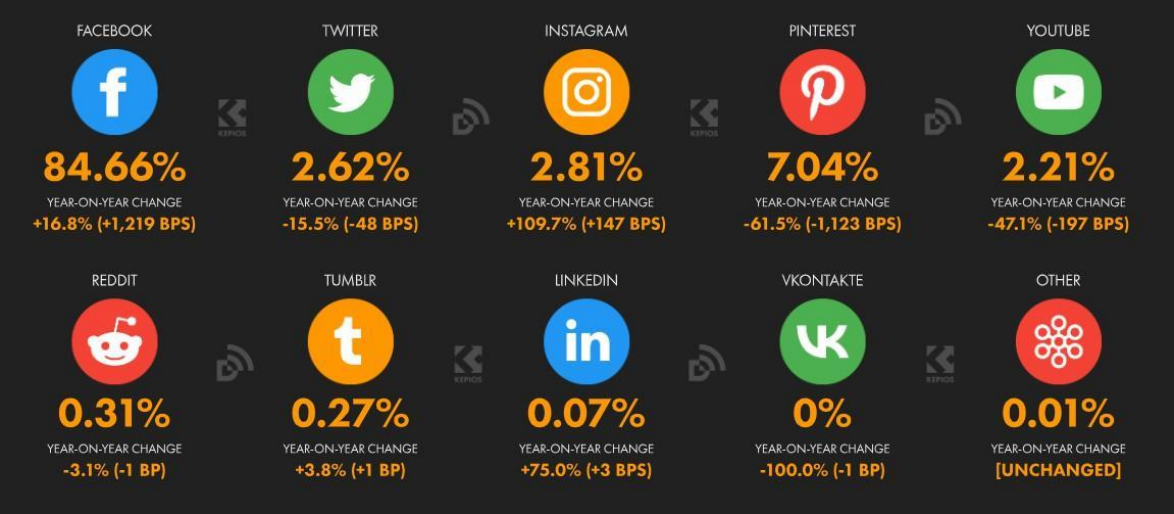 FACEBOOK TWITTER INSTAGRAM PINTEREST YOUTUBE
KEPIOS KEPIOS
84.66% 2.62% 2.81% 7.04% 2.21%
YEAR-ON-YEAR CHANGE YEAR-ON-YEAR CHANGE YEAR-ON-YEAR CHANGE YEAR-ON-YEAR CHANGE YEAR-ON-YEAR CHANGE
+16.8% (+1,219 BPS) -15.5% (-48 BPS) +109.7% (+147 BPS) -61.5% (-1,123 BPS) -47.1% (-197 BPS)
REDDIT TUMBLR LINKEDIN VKONTAKTE OTHER
KEPIOS KEPIOS
0.31% 0.27% 0.07% 0% 0.01%
YEAR-ON-YEAR CHANGE YEAR-ON-YEAR CHANGE YEAR-ON-YEAR CHANGE YEAR-ON-YEAR CHANGE YEAR-ON-YEAR CHANGE
-3.1% (-1 BP) +3.8% (+1 BP) +75.0% (+3 BPS) -100.0% (-1 BP) [UNCHANGED]